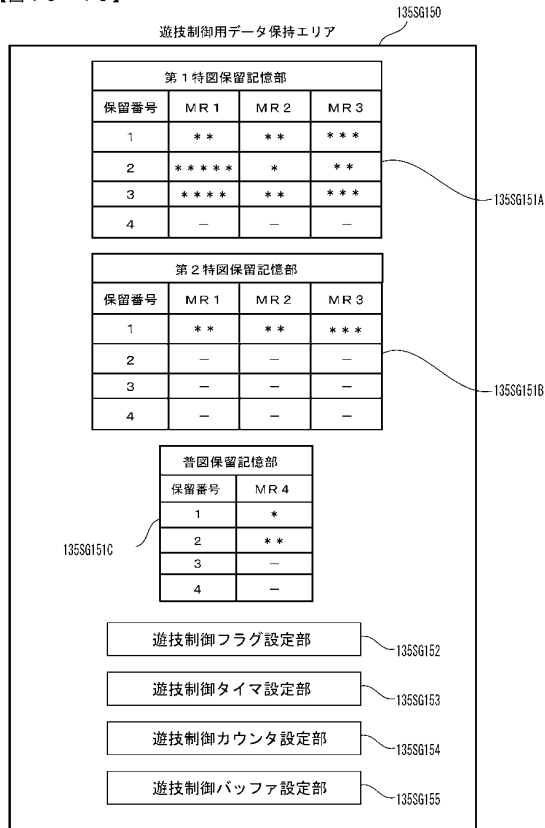 135SG150
遊技制御用データ保持エリア
第1特図保留記憶部
保留番号 MR1 MR2 MR3
1 ** ** ***
2 ***** * **
3 **** ** ***
4 － － －
135SG151A
第2特図保留記憶部
保留番号 MR1 MR2 MR3
1 ** ** ***
2 － － －
3 － － －
4 － － －
135SG151B
普図保留記憶部
保留番号 MR4
1 *
2 **
3 －
4 －
135SG151C
遊技制御フラグ設定部
135SG152
遊技制御タイマ設定部
135SG153
遊技制御カウンタ設定部
135SG154
遊技制御バッファ設定部
135SG155